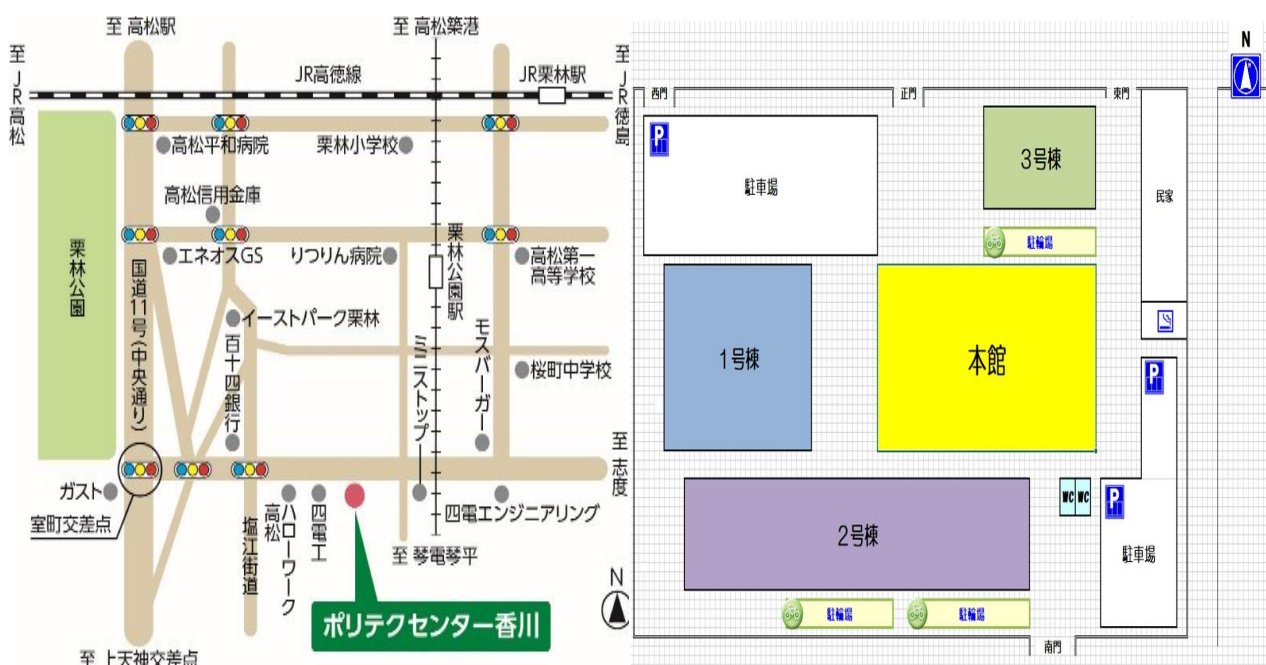 至 高松駅
至 高松築港
至JR高松
JR高徳線
JR栗林駅
至JR徳島
高松平和病院
栗林小学校
高松信用金庫
栗林公園
国道11号(中央通り)
エネオスGS
りつりん病院
栗林公園駅
高松第一
高等学校
イーストパーク栗林
百十四銀行
ミニストップ
モスバーガー
桜町中学校
至志度
ガスト
室町交差点
塩江街道
ハローワーク
高松
四電工
四電エンジニアリング
至 琴電琴平
N
ポリテクセンター香川
至 上天神交差点
N
西門
正門
東門
P
駐車場
3号棟
民家
駐輪場
1号棟
本館
P
2号棟
WC WC
P
駐車場
駐輪場
駐輪場
南門